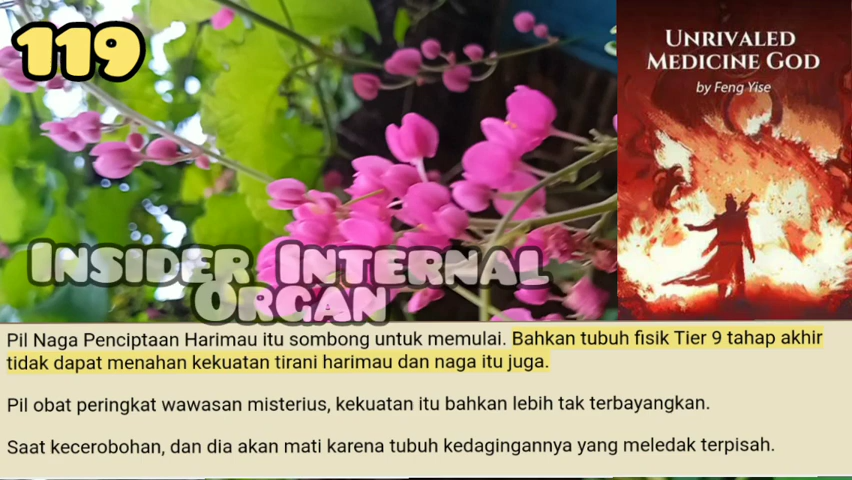 119
UNRIVALED
MEDICINE GOD
by Feng Yise
INSIDER INTERNAL
ORGAN
Pil Naga Penciptaan Harimau itu sombong untuk memulai. Bahkan tubuh fisik Tier 9 tahap akhir
tidak dapat menahan kekuatan tirani harimau dan naga itu juga.
Pil obat peringkat wawasan misterius, kekuatan itu bahkan lebih tak terbayangkan.
Saat kecerobohan, dan dia akan mati karena tubuh kedagingannya yang meledak terpisah.